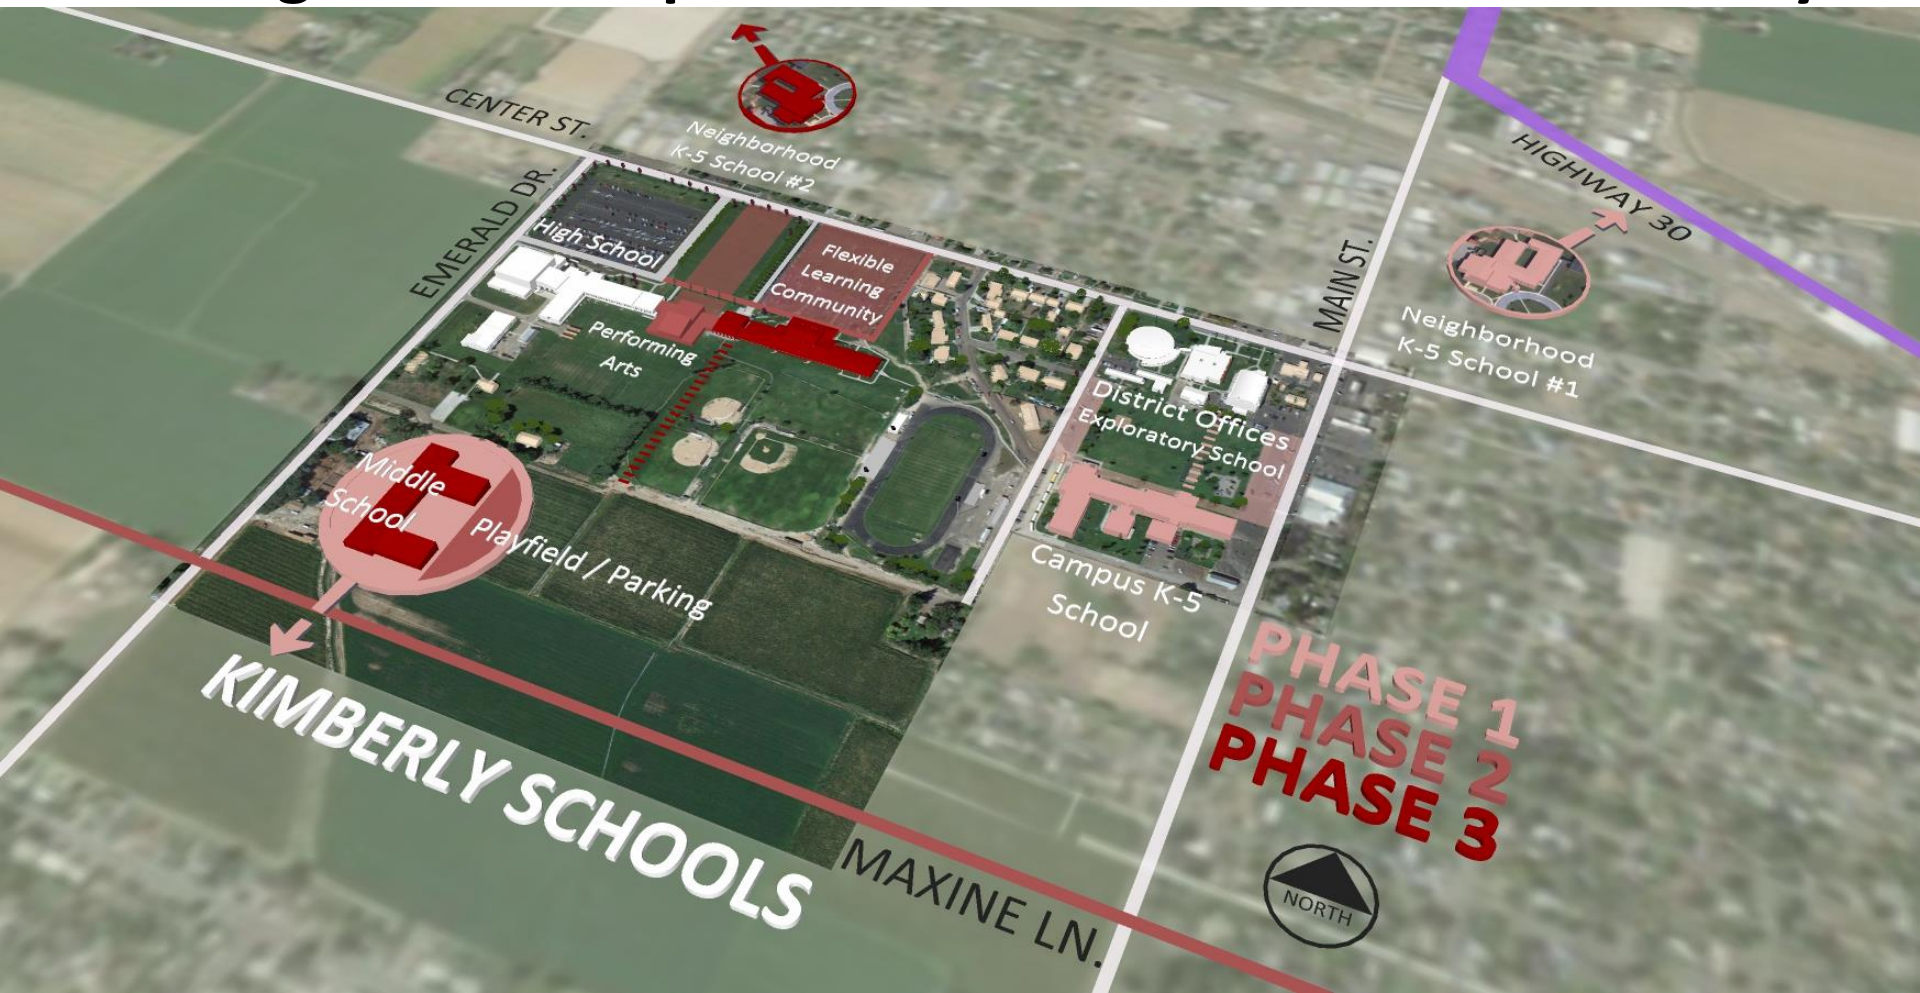 CENTER ST.
EMERALD DR.
Neighborhood
K-5 School #2
HIGHWAY 30
MAIN ST.
Neighborhood
K-5 School #1
High School
Flexible
Learning
Community
Performing
Arts
District Offices
Exploratory School
Middle
School
Playfield / Parking
Campus K-5
School
KIMBERLY SCHOOLS
PHASE 1
PHASE 2
PHASE 3
MAXINE LN.
NORTH